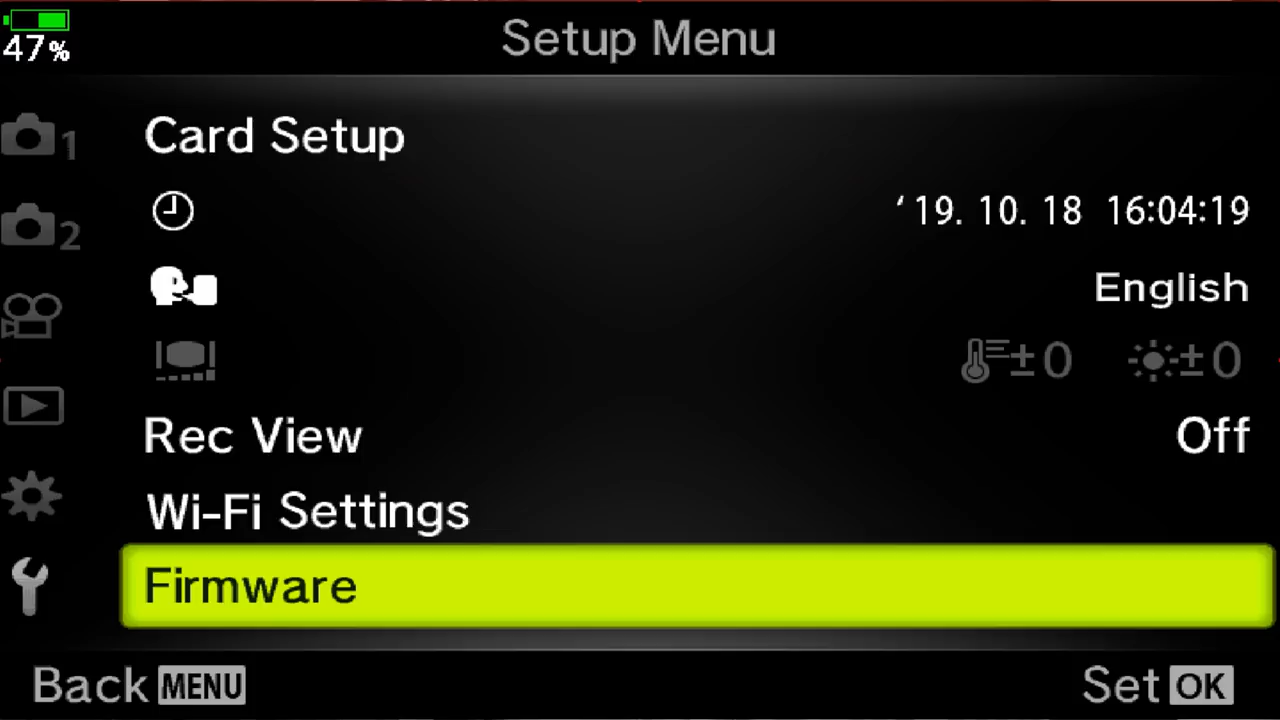 47%
Setup Menu
1
Card Setup
2
'19. 10. 18 16:04:19
English
±0 ±0
Rec View Off
Wi-Fi Settings
Firmware
Back MENU Set OK